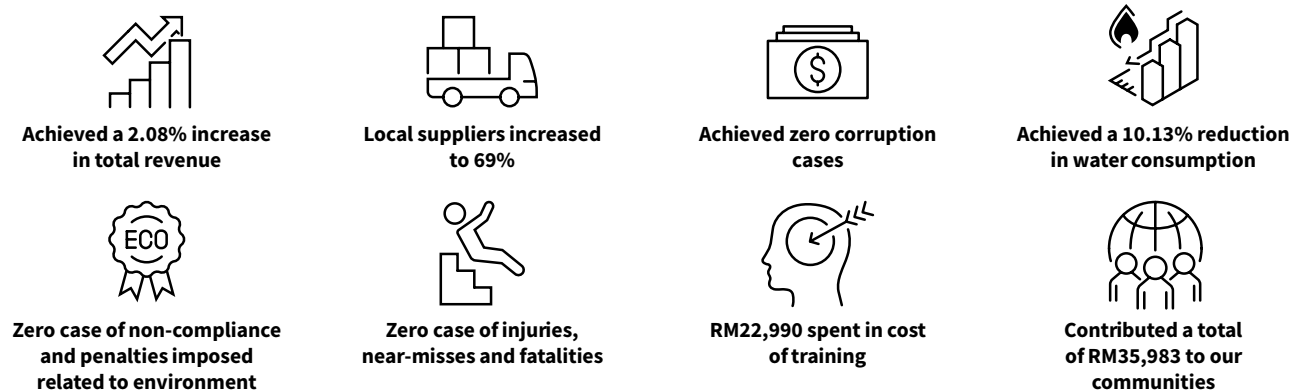 Achieved a 2.08% increase
in total revenue
Local suppliers increased
to 69%
$
Achieved zero corruption
cases
Achieved a 10.13% reduction
in water consumption
ECO
Zero case of non-compliance
and penalties imposed
related to environment
Zero case of injuries,
near-misses and fatalities
RM22,990 spent in cost
of training
Contributed a total
of RM35,983 to our
communities